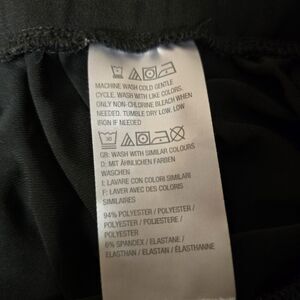 MACHINE WASH COLD GENTLE
CYCLE. WASH WITH LIKE COLORS.
ONLY NON-CHLORINE BLEACH WHEN
NEEDED. TUMBLE DRY LOW. LOW
IRON IF NEEDED
GB: WASH WITH SIMILAR COLOURS
D: MIT ÄHNLICHEN FARBEN
WASCHEN
I: LAVARE CON COLORI SIMILARI
F: LAVER AVEC DES COLORIS
SIMILAIRES
94% POLYESTER / POLYESTER /
POLYESTER / POLIESTERE /
POLYESTER
6% SPANDEX / ELASTANE /
ELASTHAN / ELASTAN / ÉLASTHANNE